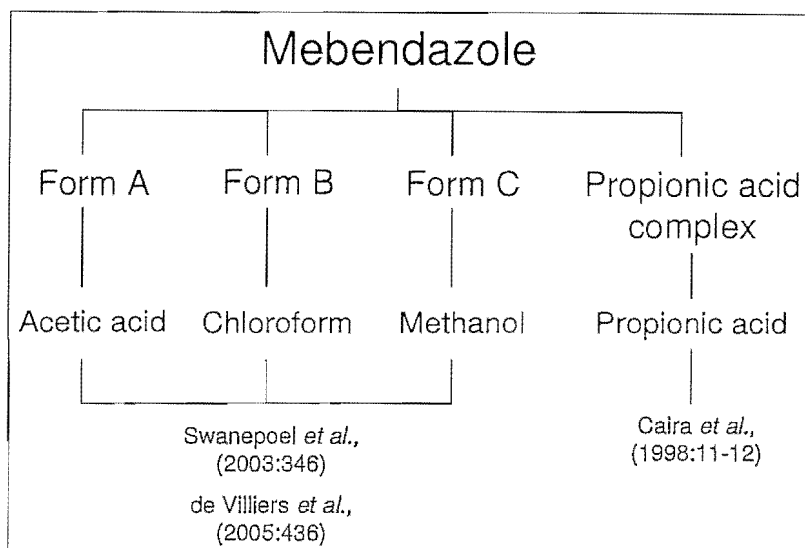 Mebendazole
Form A
Form B
Form C
Propionic acid
complex
Acetic acid
Chloroform
Methanol
Propionic acid
Swanepoel et al.,
(2003:346)
de Villiers et al.,
(2005:436)
Caira et al.,
(1998:11-12)